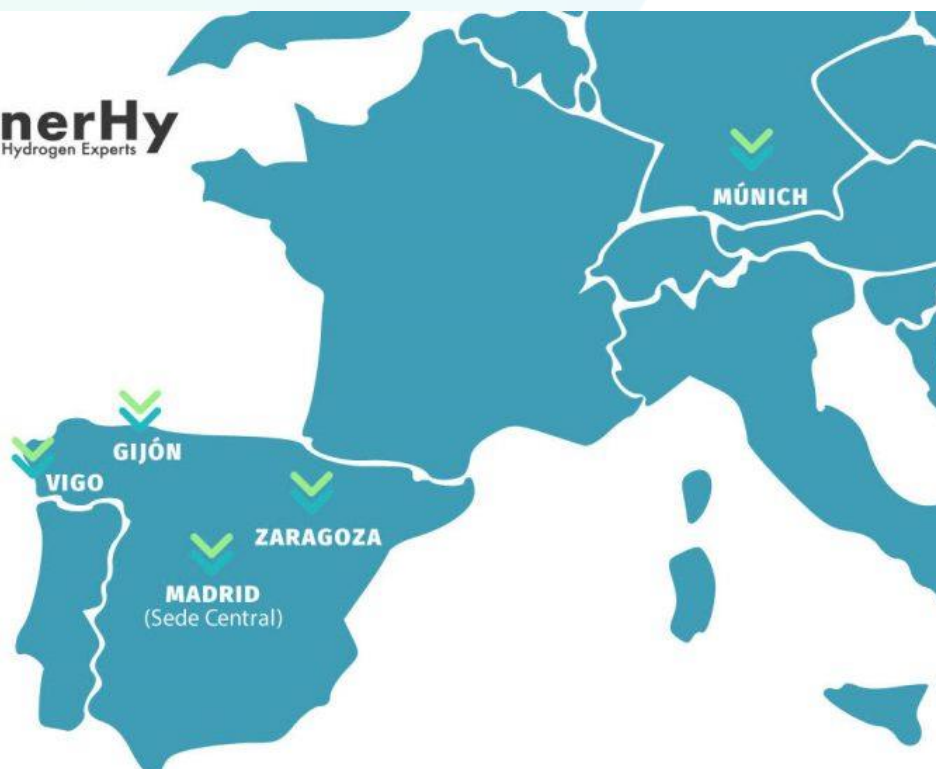 nerHy
Hydrogen Experts
MÚNICH
GIJÓN
VIGO
ZARAGOZA
MADRID
(Sede Central)